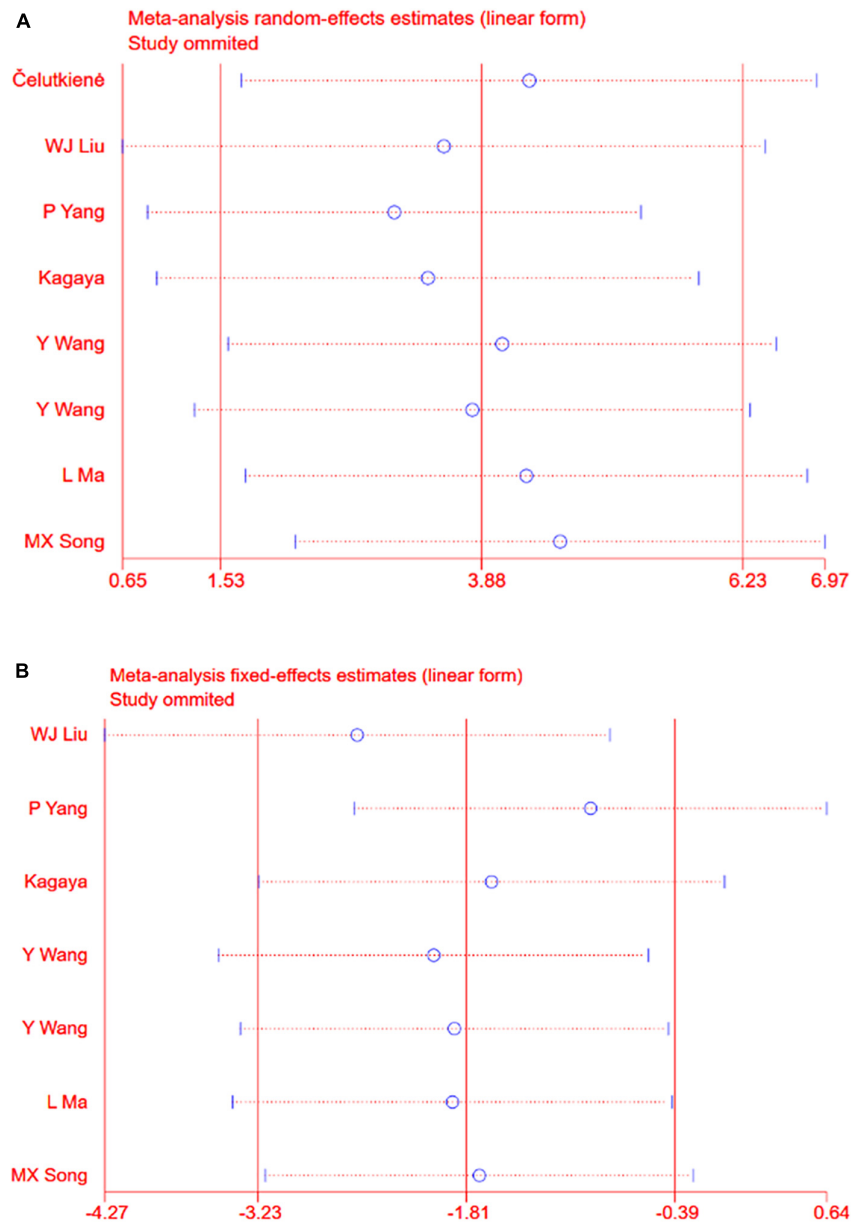 A
Meta-analysis random-effects estimates (linear form)
Study ommited
Čelutkienė
WJ Liu
P Yang
Kagaya
Y Wang
Y Wang
L Ma
MX Song
0.65 1.53 3.88 6.23 6.97
B
Meta-analysis fixed-effects estimates (linear form)
Study ommited
WJ Liu
P Yang
Kagaya
Y Wang
Y Wang
L Ma
MX Song
-4.27 -3.23 -1.81 -0.39 0.64